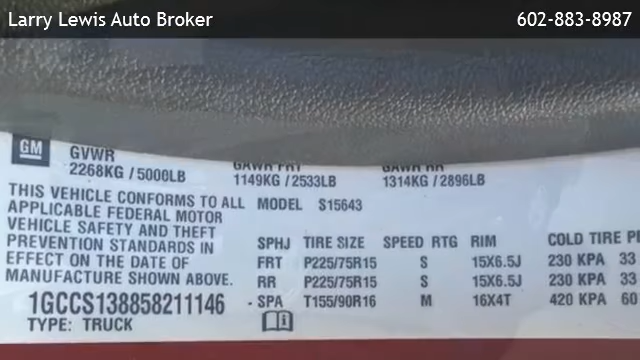 Larry Lewis Auto Broker 602-883-8987
GM GVWR GAWR FRT GAWR RR
2268KG / 5000LB 1149KG / 2533LB 1314KG / 2896LB
THIS VEHICLE CONFORMS TO ALL MODEL S15643
APPLICABLE FEDERAL MOTOR
VEHICLE SAFETY AND THEFT
PREVENTION STANDARDS IN SPHJ TIRE SIZE SPEED RTG RIM COLD TIRE
EFFECT ON THE DATE OF FRT P225/75R15 S 15X6.5J 230 KPA 33
MANUFACTURE SHOWN ABOVE. RR P225/75R15 S 15X6.5J 230 KPA 33
1GCCS138858211146 - SPA T155/90R16 M 16X4T 420 KPA 60
TYPE: TRUCK